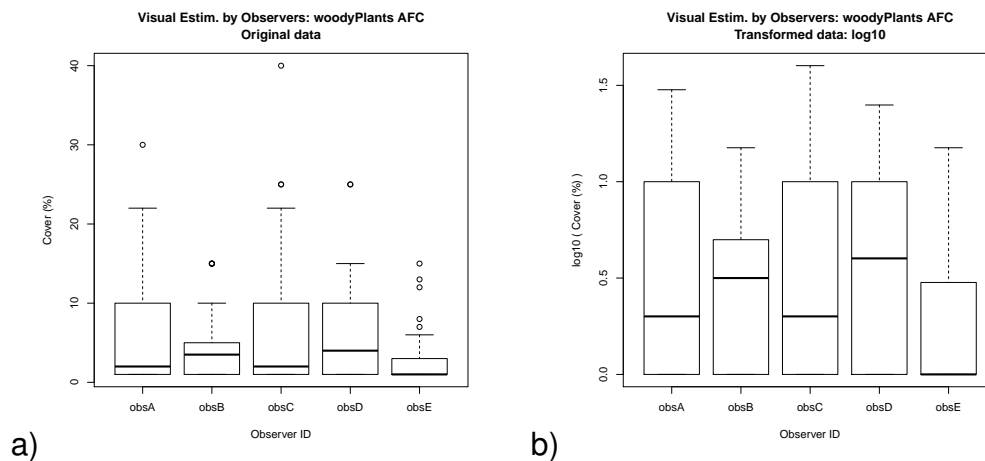 Visual Estim. by Observers: woodyPlants AFC
Original data
40
30
20
10
0
Cover (%)
obsA obsB obsC obsD obsE
Observer ID
a)
Visual Estim. by Observers: woodyPlants AFC
Transformed data: log10
1.5
1.0
0.5
0.0
log10 ( Cover (%) )
obsA obsB obsC obsD obsE
Observer ID
b)